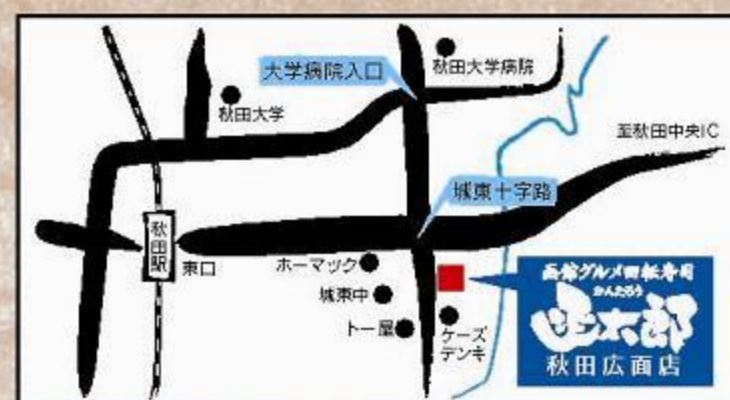 秋田大学病院
大学病院入口
秋田大学
至秋田中央IC
城東十字路
秋田駅
東口
ホーマック
城東中
トー屋
ケーズ
デンキ
函館グルメ回転寿司
かんたろう
函太郎
秋田広面店